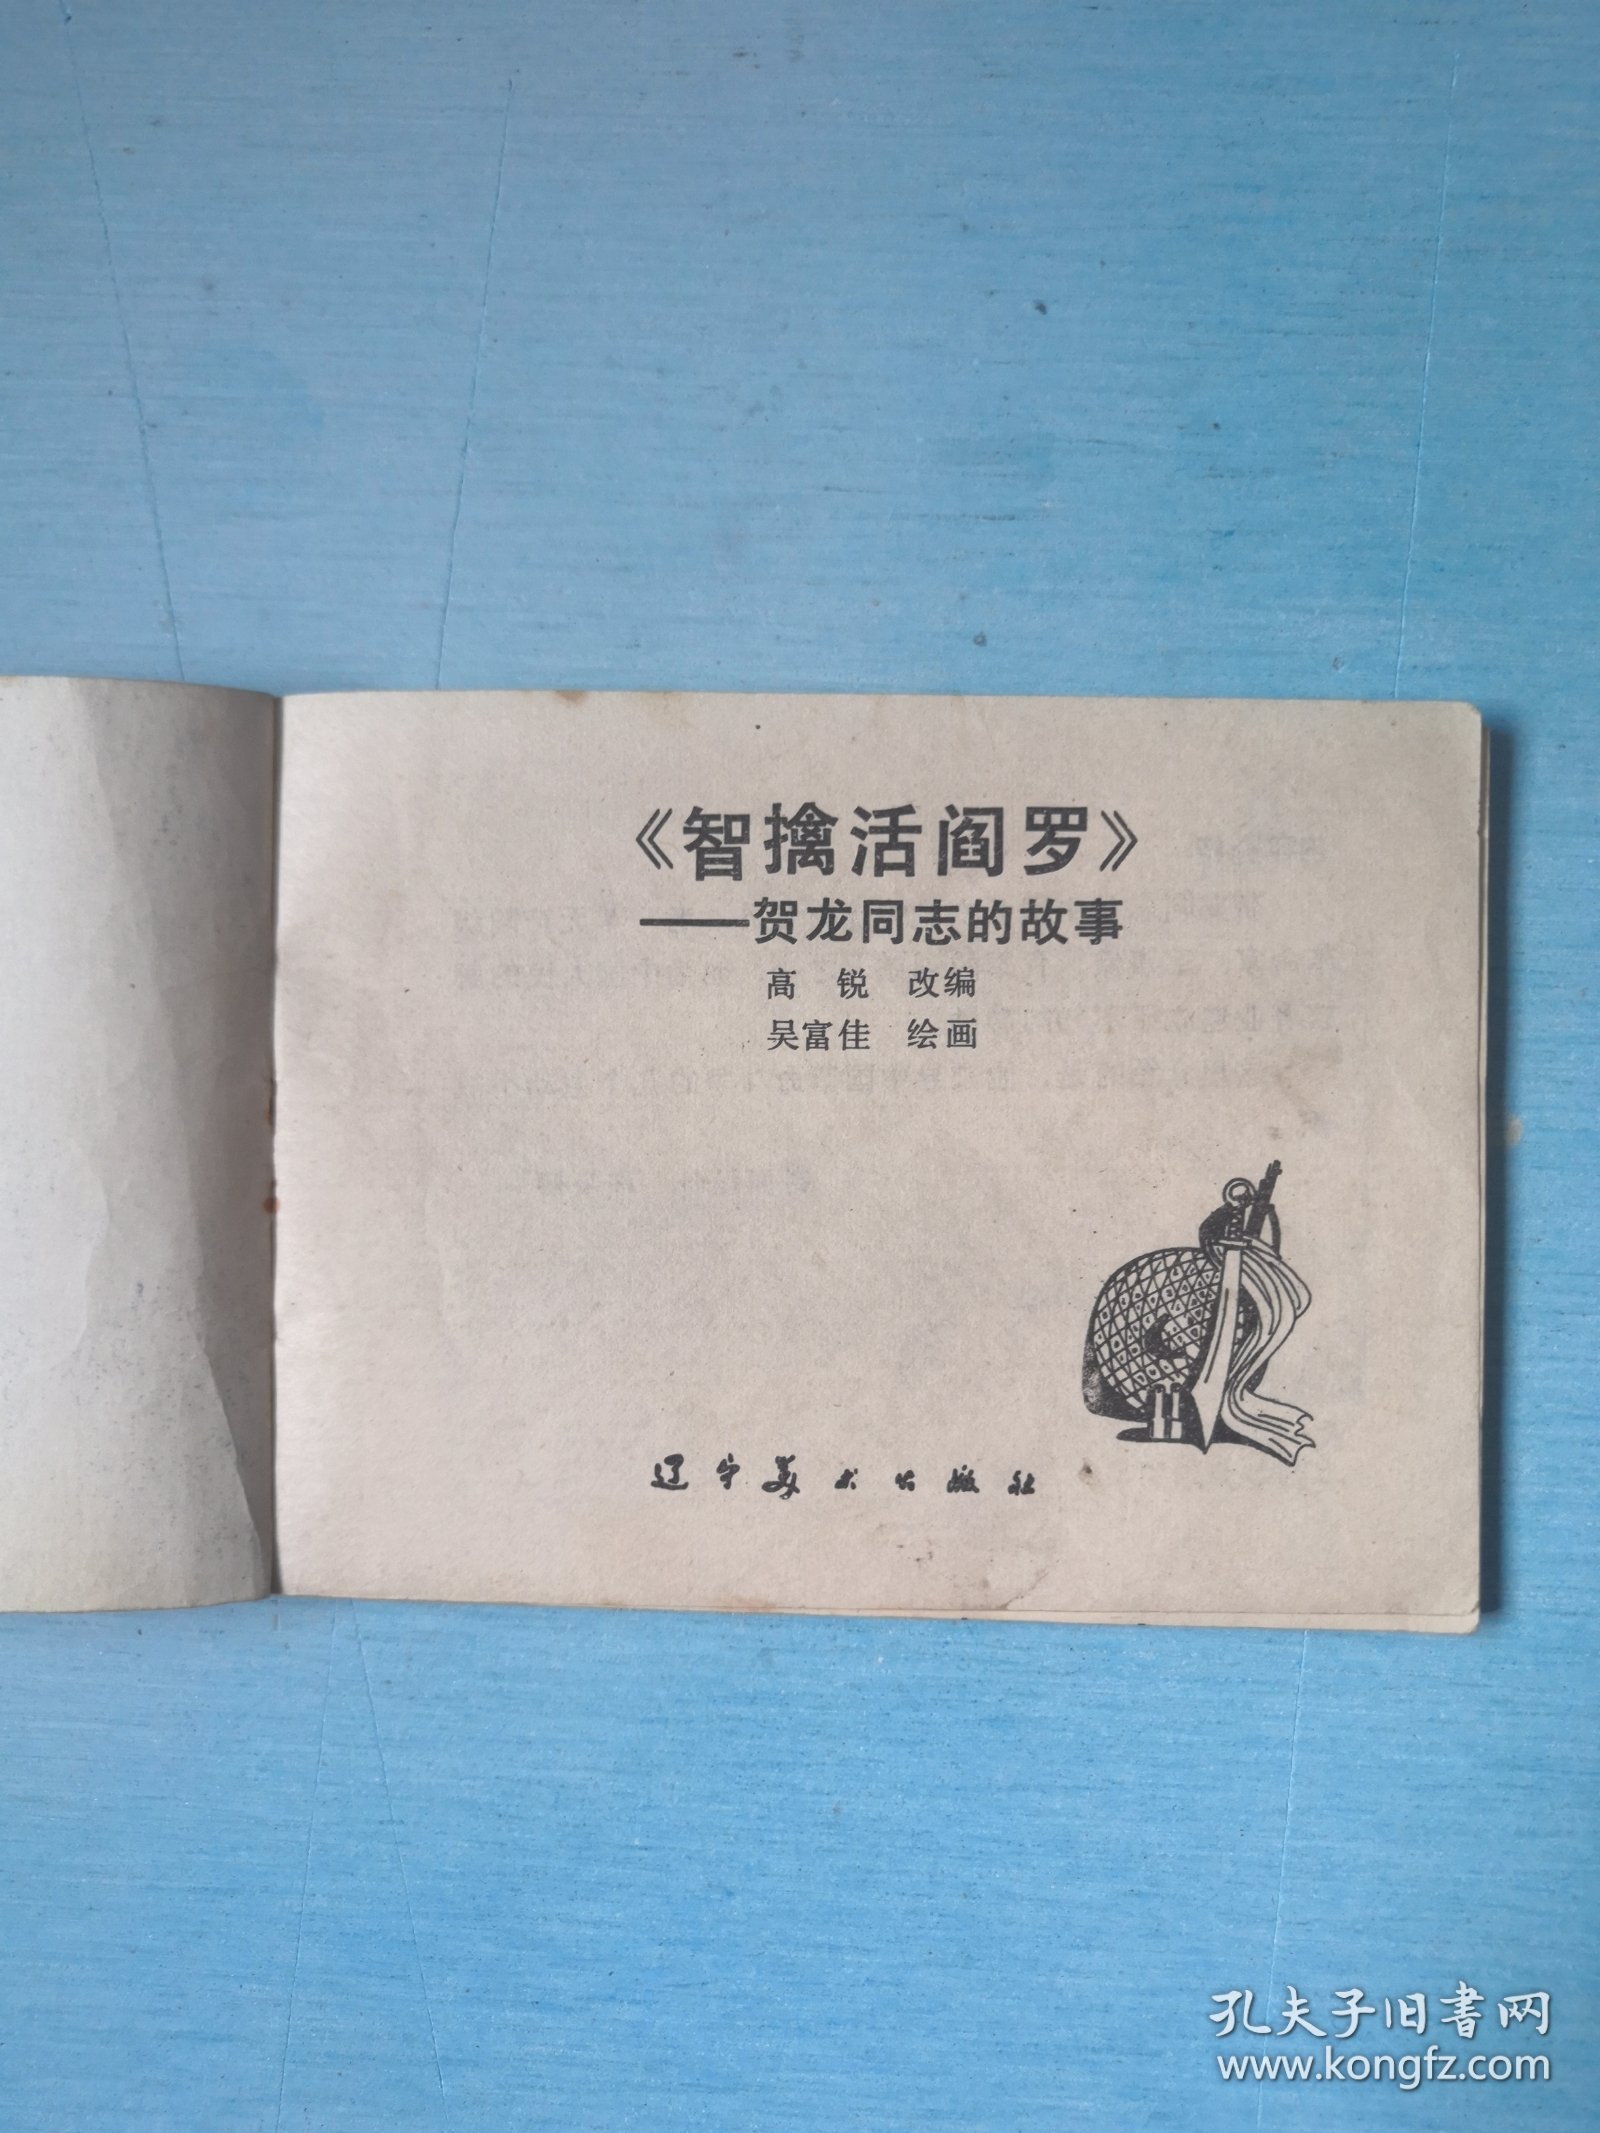 《智擒活阎罗》
——贺龙同志的故事
高 锐 改编
吴富佳 绘画
辽宁美术出版社
孔夫子旧书网
www.kongfz.com